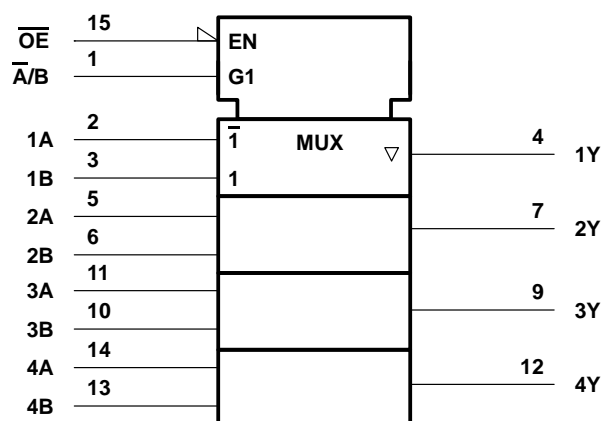 15
O̅E̅ EN
1
A̅/B G1
2
1A 1̅ MUX ▽ 4 1Y
3
1B 1
5
2A 7 2Y
6
2B
11
3A 9 3Y
10
3B
14
4A 12 4Y
13
4B